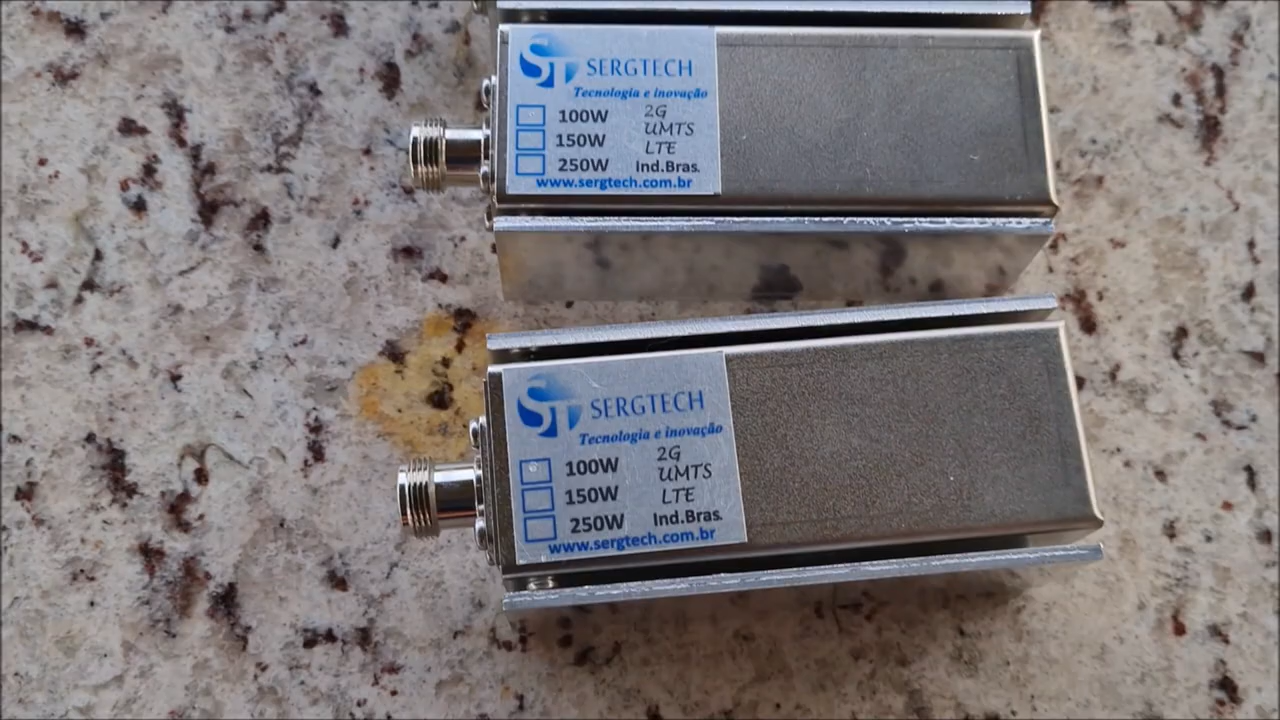 ST SERGTECH
Tecnologia e inovação
100W 2G
150W UMTS
LTE
250W Ind.Bras.
www.sergtech.com.br
ST SERGTECH
Tecnologia e inovação
100W 2G
UMTS
150W LTE
250W Ind.Bras.
www.sergtech.com.br